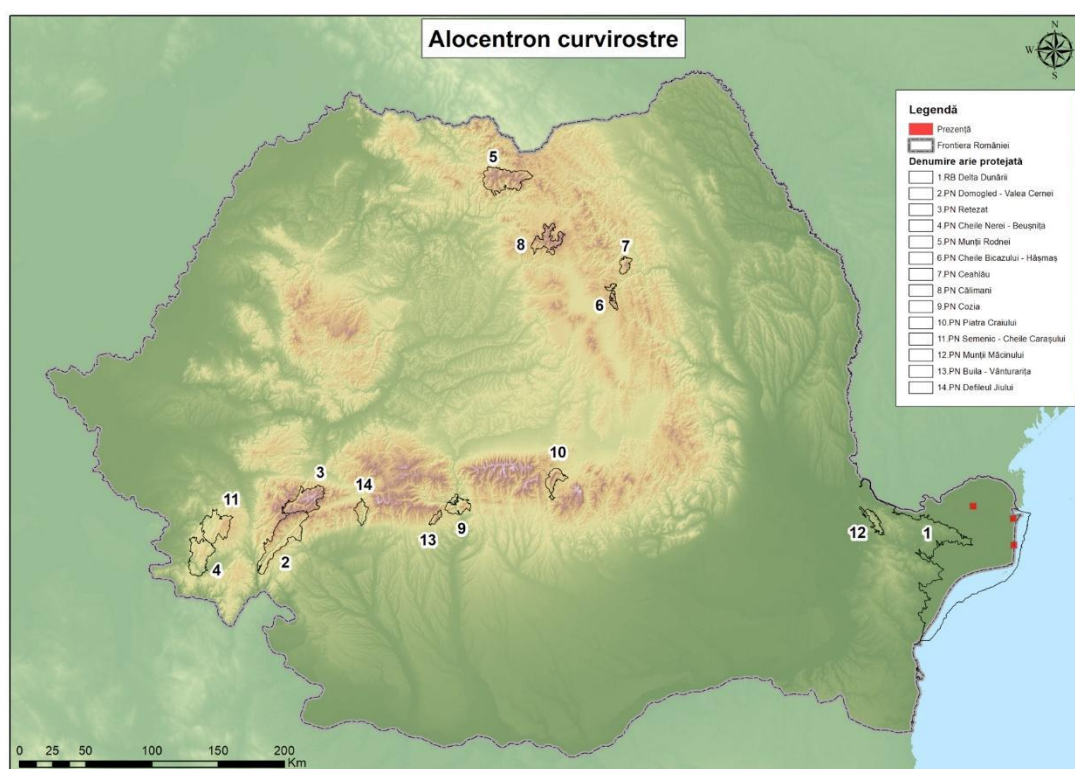 Alocentron curvirostre
N
W
E
S
Legendă
Prezență
Frontiera României
Denumire arie protejată
1.RB Delta Dunării
2.PN Domogled - Valea Cernei
3.PN Retezat
4.PN Cheile Nerei - Beușnița
5.PN Munții Rodnei
6.PN Cheile Bicazului - Hășmaș
7.PN Ceahlău
8.PN Călimani
9.PN Cozia
10.PN Piatra Craiului
11.PN Semenic - Cheile Carașului
12.PN Munții Măcinului
13.PN Buila - Vânturarița
14.PN Defileul Jiului
5
8
7
6
10
3
14
11
13
9
12
1
4
2
0 25 50 100 150 200
Km